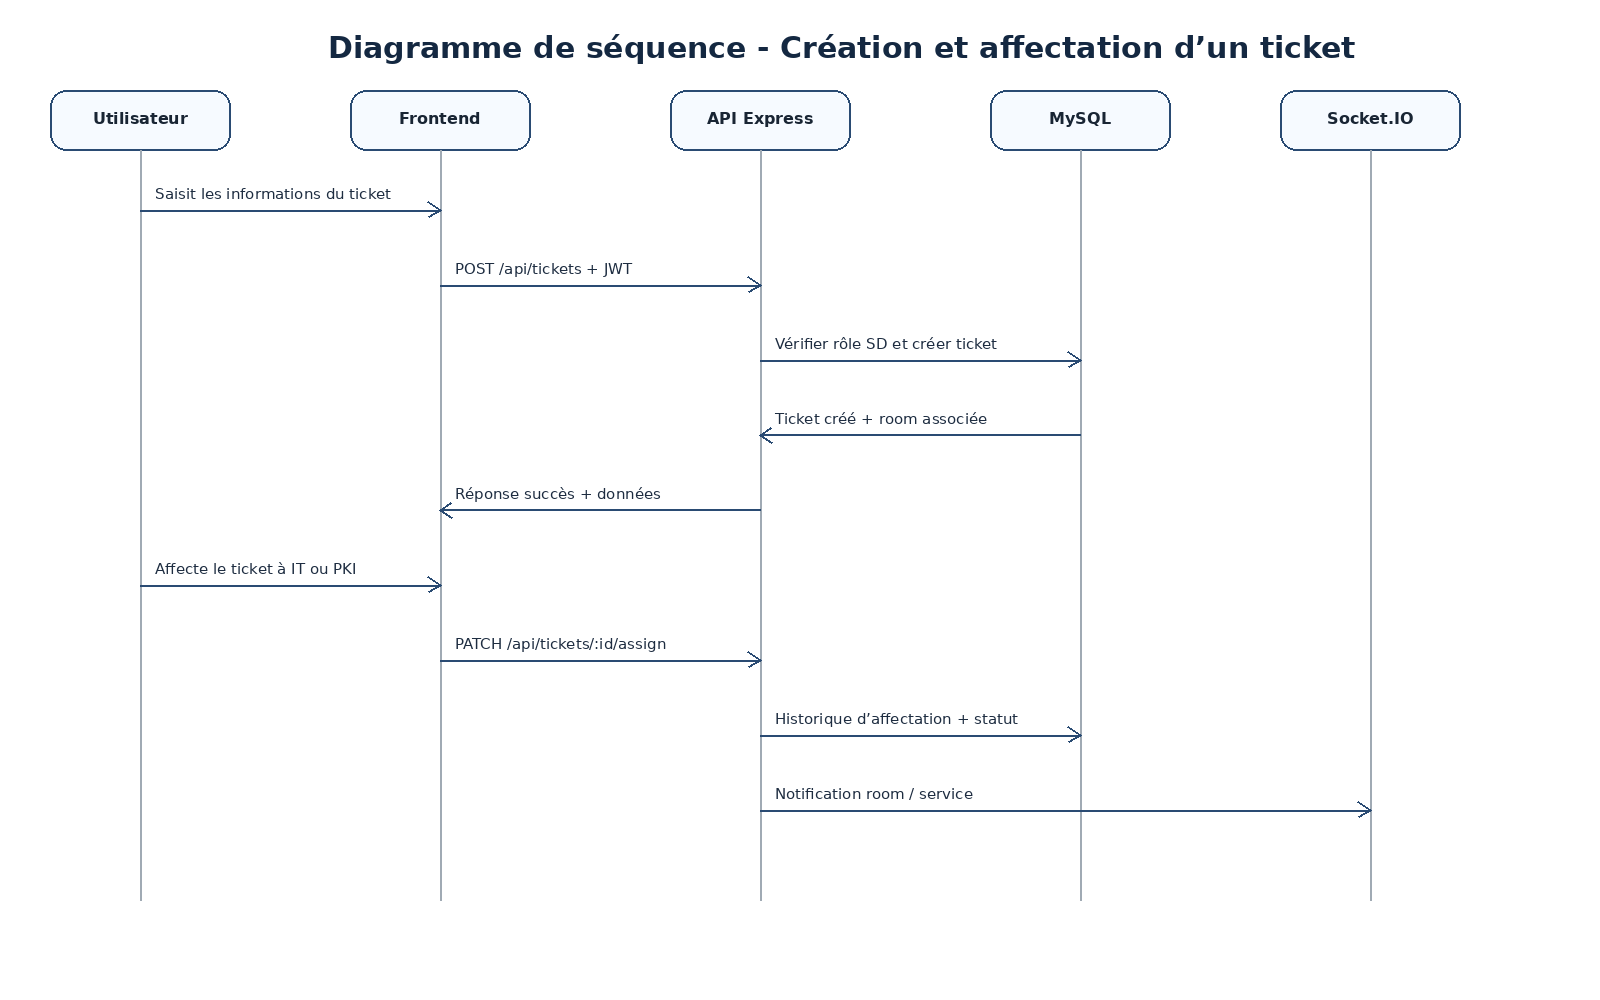 Diagramme de séquence - Création et affectation d’un ticket
Utilisateur
Frontend
API Express
MySQL
Socket.IO
Saisit les informations du ticket
POST /api/tickets + JWT
Vérifier rôle SD et créer ticket
Ticket créé + room associée
Réponse succès + données
Affecte le ticket à IT ou PKI
PATCH /api/tickets/:id/assign
Historique d’affectation + statut
Notification room / service